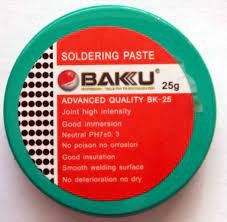 SOLDERING PASTE
BAKU
25g
ADVANCED QUALITY BK-25
Joint high intensity
Good immersion
Neutral PH7±0.3
No poison no orrosion
Good insulation
Smooth welding surface
No deterioration no dry